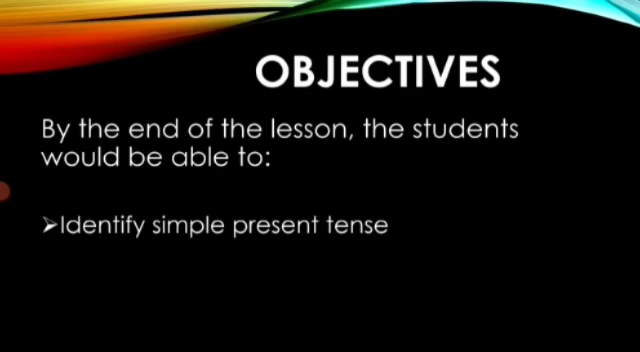 OBJECTIVES
By the end of the lesson, the students
would be able to:
➢Identify simple present tense